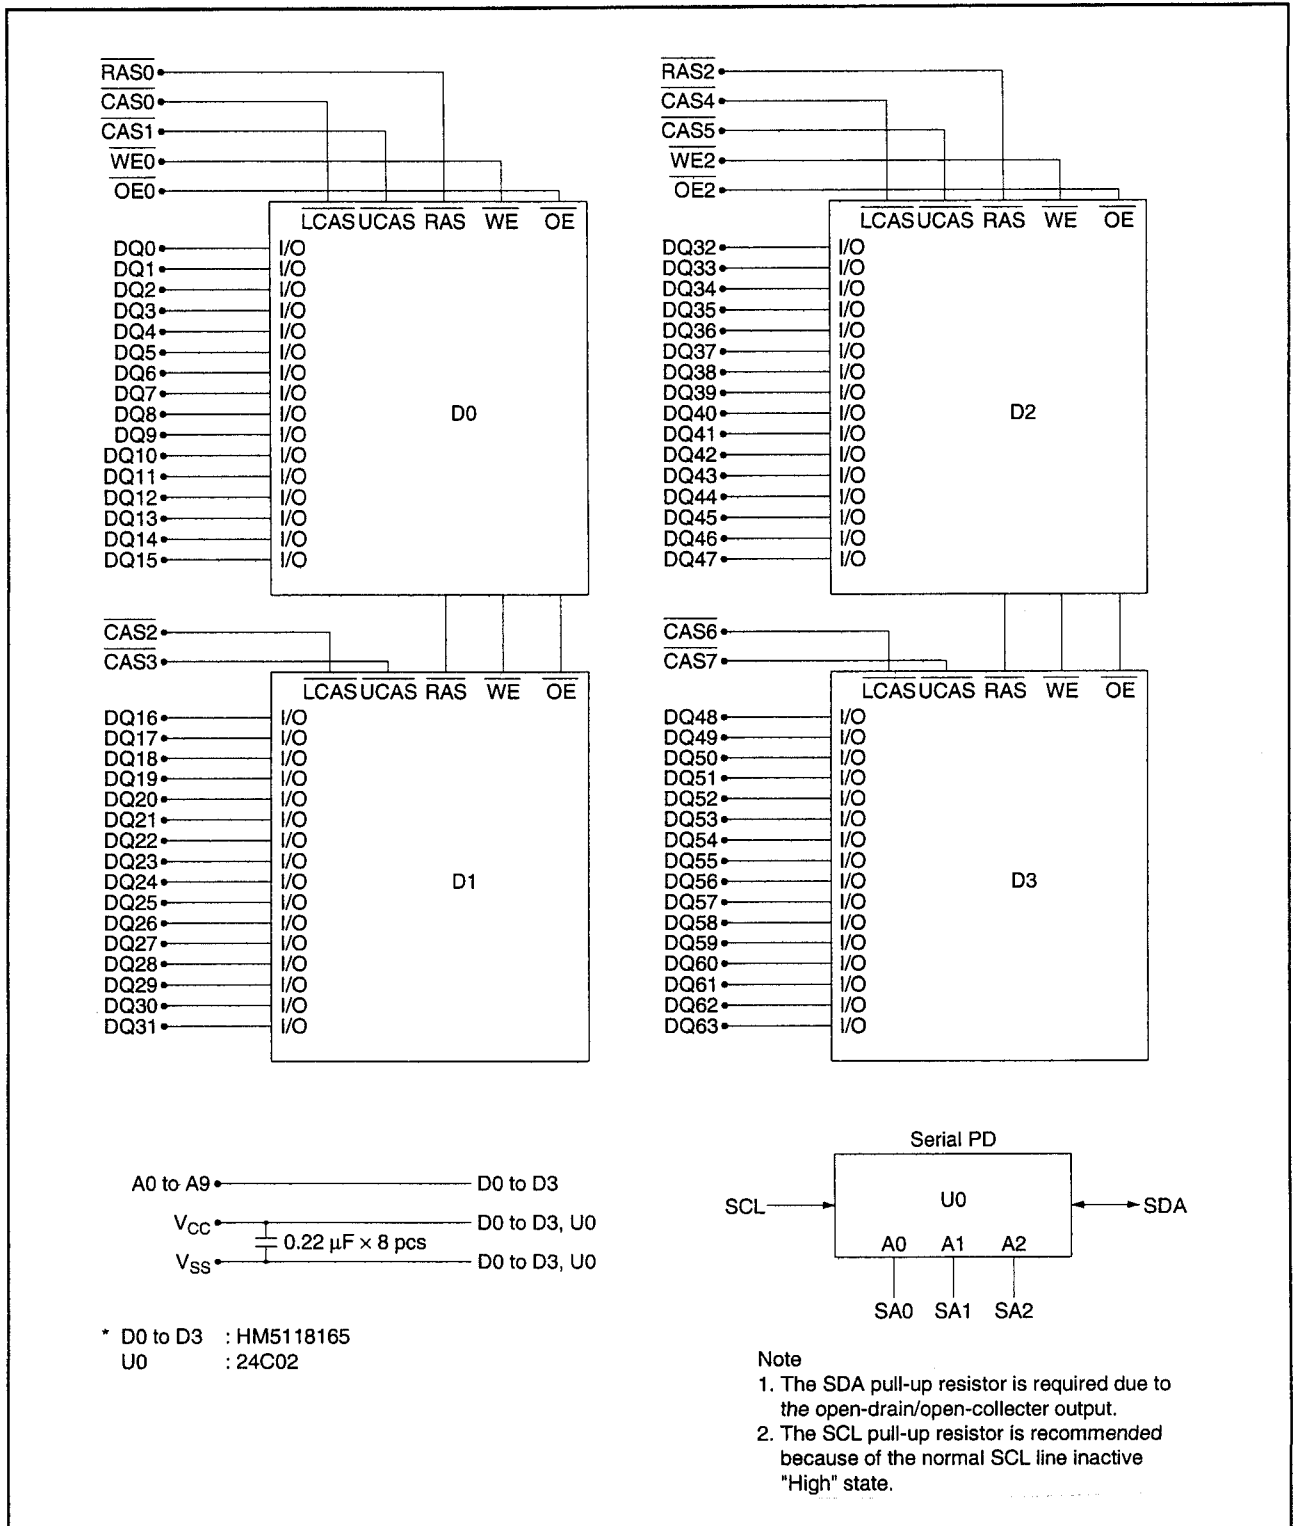 RAS0
CAS0
CAS1
WE0
OE0
LCAS UCAS RAS WE OE
DQ0 I/O
DQ1 I/O
DQ2 I/O
DQ3 I/O
DQ4 I/O
DQ5 I/O
DQ6 I/O
DQ7 I/O
DQ8 I/O
D0
DQ9 I/O
DQ10 I/O
DQ11 I/O
DQ12 I/O
DQ13 I/O
DQ14 I/O
DQ15 I/O
CAS2
CAS3
LCAS UCAS RAS WE OE
DQ16 I/O
DQ17 I/O
DQ18 I/O
DQ19 I/O
DQ20 I/O
DQ21 I/O
DQ22 I/O
DQ23 I/O
DQ24 I/O
D1
DQ25 I/O
DQ26 I/O
DQ27 I/O
DQ28 I/O
DQ29 I/O
DQ30 I/O
DQ31 I/O
RAS2
CAS4
CAS5
WE2
OE2
LCAS UCAS RAS WE OE
DQ32 I/O
DQ33 I/O
DQ34 I/O
DQ35 I/O
DQ36 I/O
DQ37 I/O
DQ38 I/O
DQ39 I/O
DQ40 I/O
D2
DQ41 I/O
DQ42 I/O
DQ43 I/O
DQ44 I/O
DQ45 I/O
DQ46 I/O
DQ47 I/O
CAS6
CAS7
LCAS UCAS RAS WE OE
DQ48 I/O
DQ49 I/O
DQ50 I/O
DQ51 I/O
DQ52 I/O
DQ53 I/O
DQ54 I/O
DQ55 I/O
DQ56 I/O
D3
DQ57 I/O
DQ58 I/O
DQ59 I/O
DQ60 I/O
DQ61 I/O
DQ62 I/O
DQ63 I/O
A0 to A9 D0 to D3
VCC D0 to D3, U0
0.22 μF × 8 pcs
VSS D0 to D3, U0
* D0 to D3 : HM5118165
U0 : 24C02
Serial PD
SCL U0 SDA
A0 A1 A2
SA0 SA1 SA2
Note
1. The SDA pull-up resistor is required due to
the open-drain/open-collecter output.
2. The SCL pull-up resistor is recommended
because of the normal SCL line inactive
"High" state.